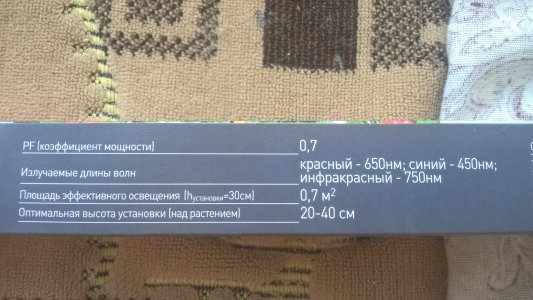 PF (коэффициент мощности) 0,7
Излучаемые длины волн красный - 650нм; синий - 450нм;
инфракрасный - 750нм
Площадь эффективного освещения (hустановки=30см) 0,7 м²
Оптимальная высота установки (над растением) 20-40 см